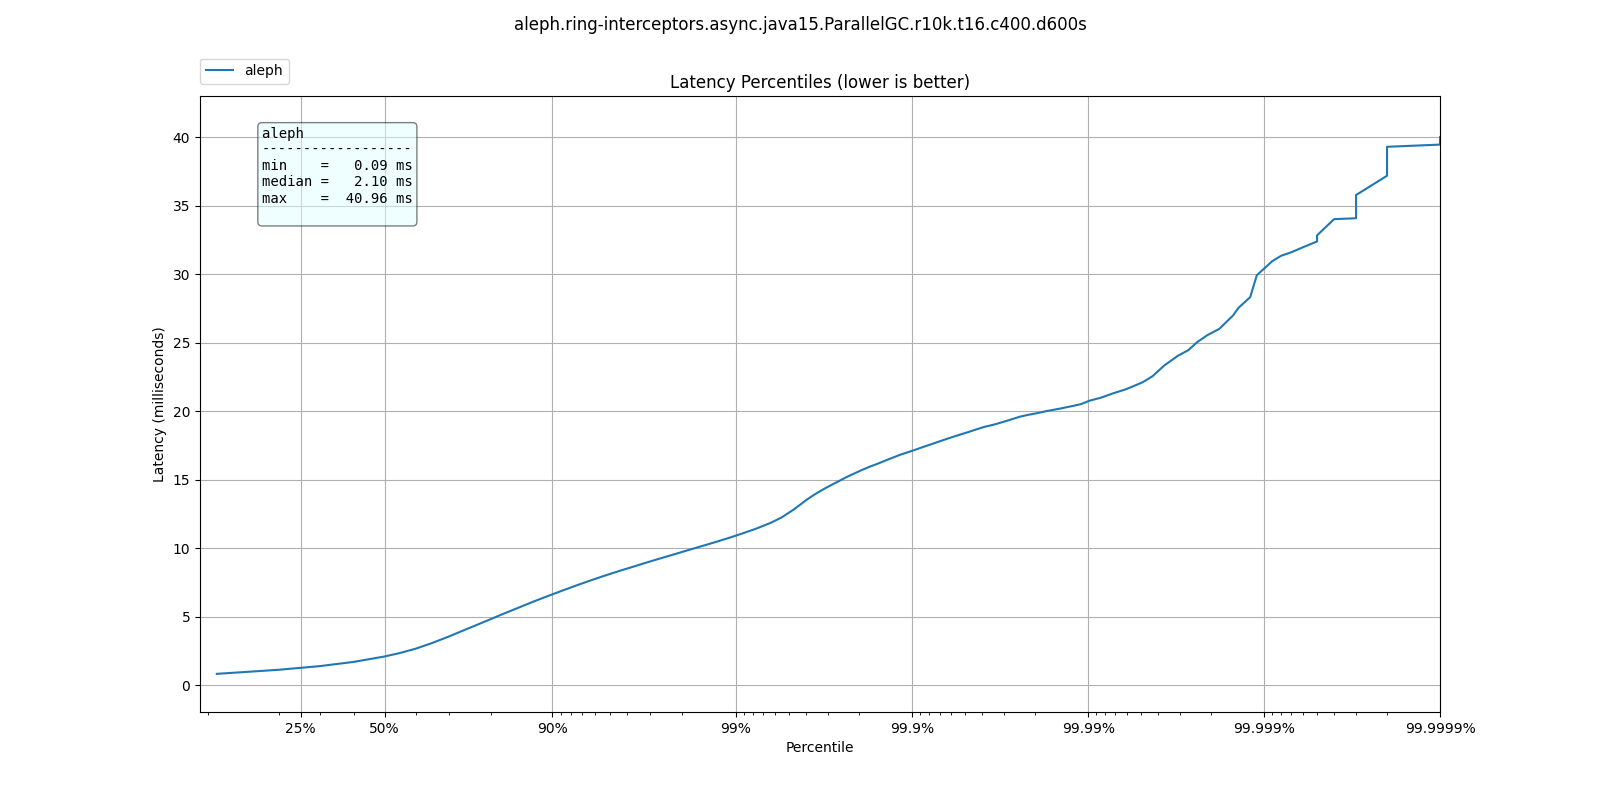 aleph.ring-interceptors.async.java15.ParallelGC.r10k.t16.c400.d600s
aleph
Latency Percentiles (lower is better)
aleph
------------------
min    =   0.09 ms
median =   2.10 ms
max    =  40.96 ms
40
35
30
25
20
15
10
5
0
Latency (milliseconds)
25% 50% 90% 99% 99.9% 99.99% 99.999% 99.9999%
Percentile